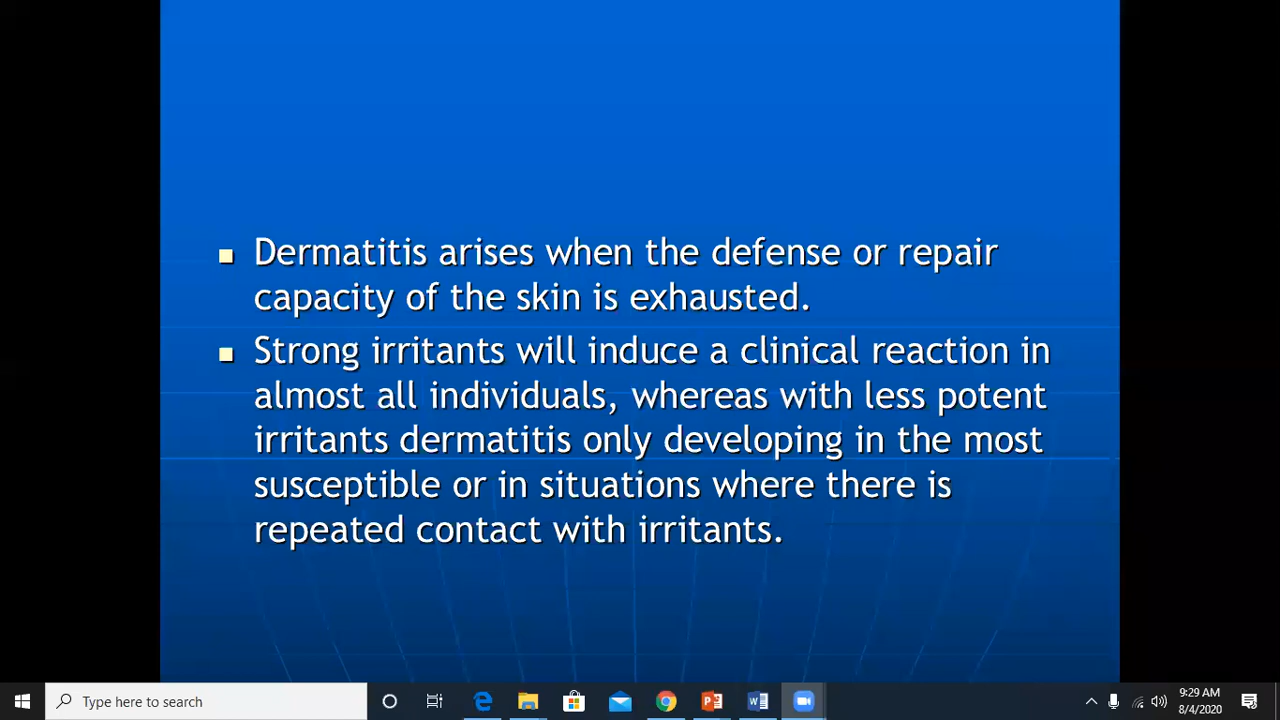 Dermatitis arises when the defense or repair
capacity of the skin is exhausted.
Strong irritants will induce a clinical reaction in
almost all individuals, whereas with less potent
irritants dermatitis only developing in the most
susceptible or in situations where there is
repeated contact with irritants.
Type here to search
9:29 AM
8/4/2020